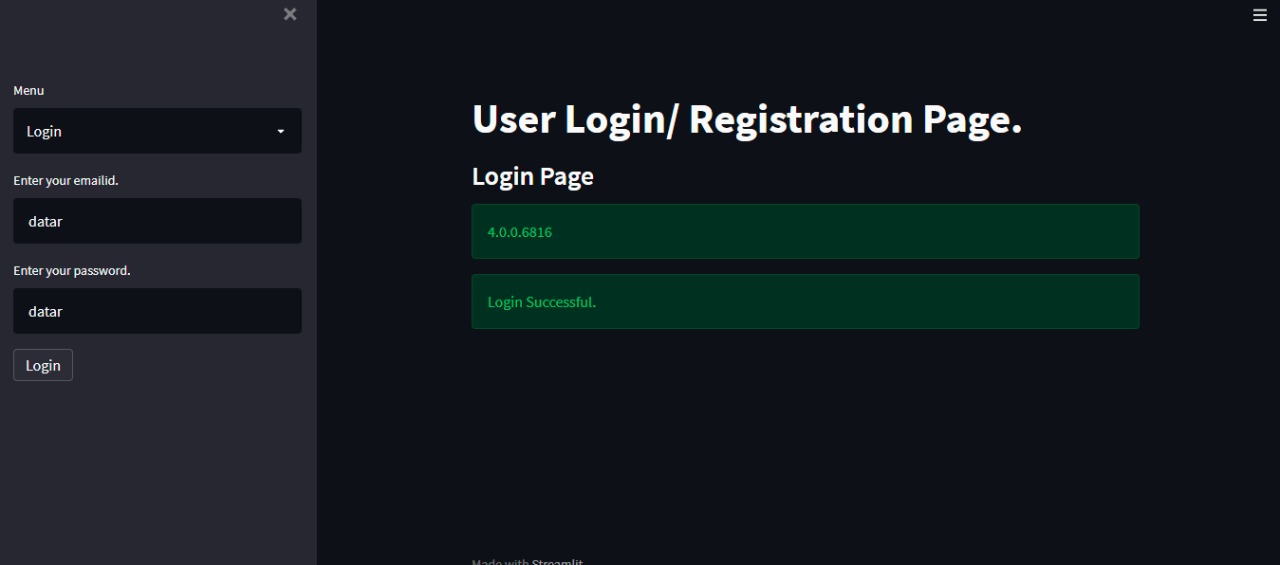 Menu
Login
Enter your emailid.
datar
Enter your password.
datar
Login
User Login/ Registration Page.
Login Page
4.0.0.6816
Login Successful.
Made with Streamlit